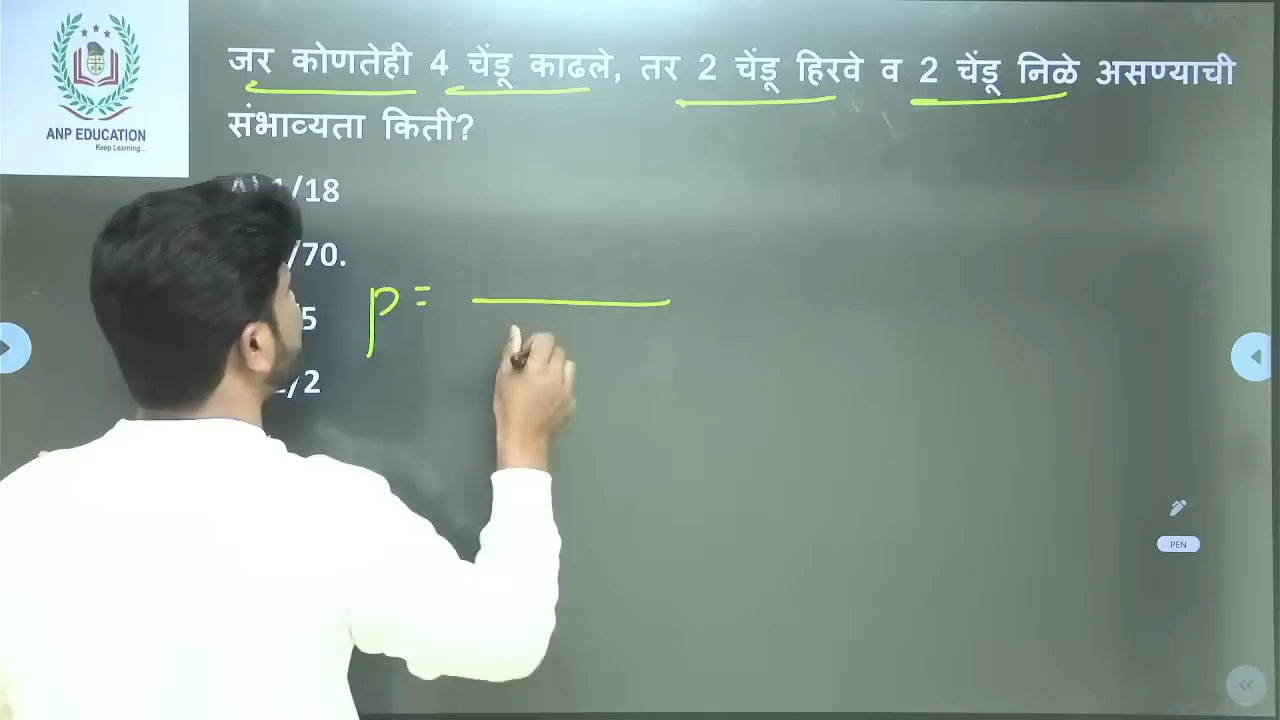 ANP EDUCATION
Keep Learning...
जर कोणतेही 4 चेंडू काढले, तर 2 चेंडू हिरवे व 2 चेंडू निळे असण्याची
संभाव्यता किती?
/18
/70.
5
/2
p =
PEN